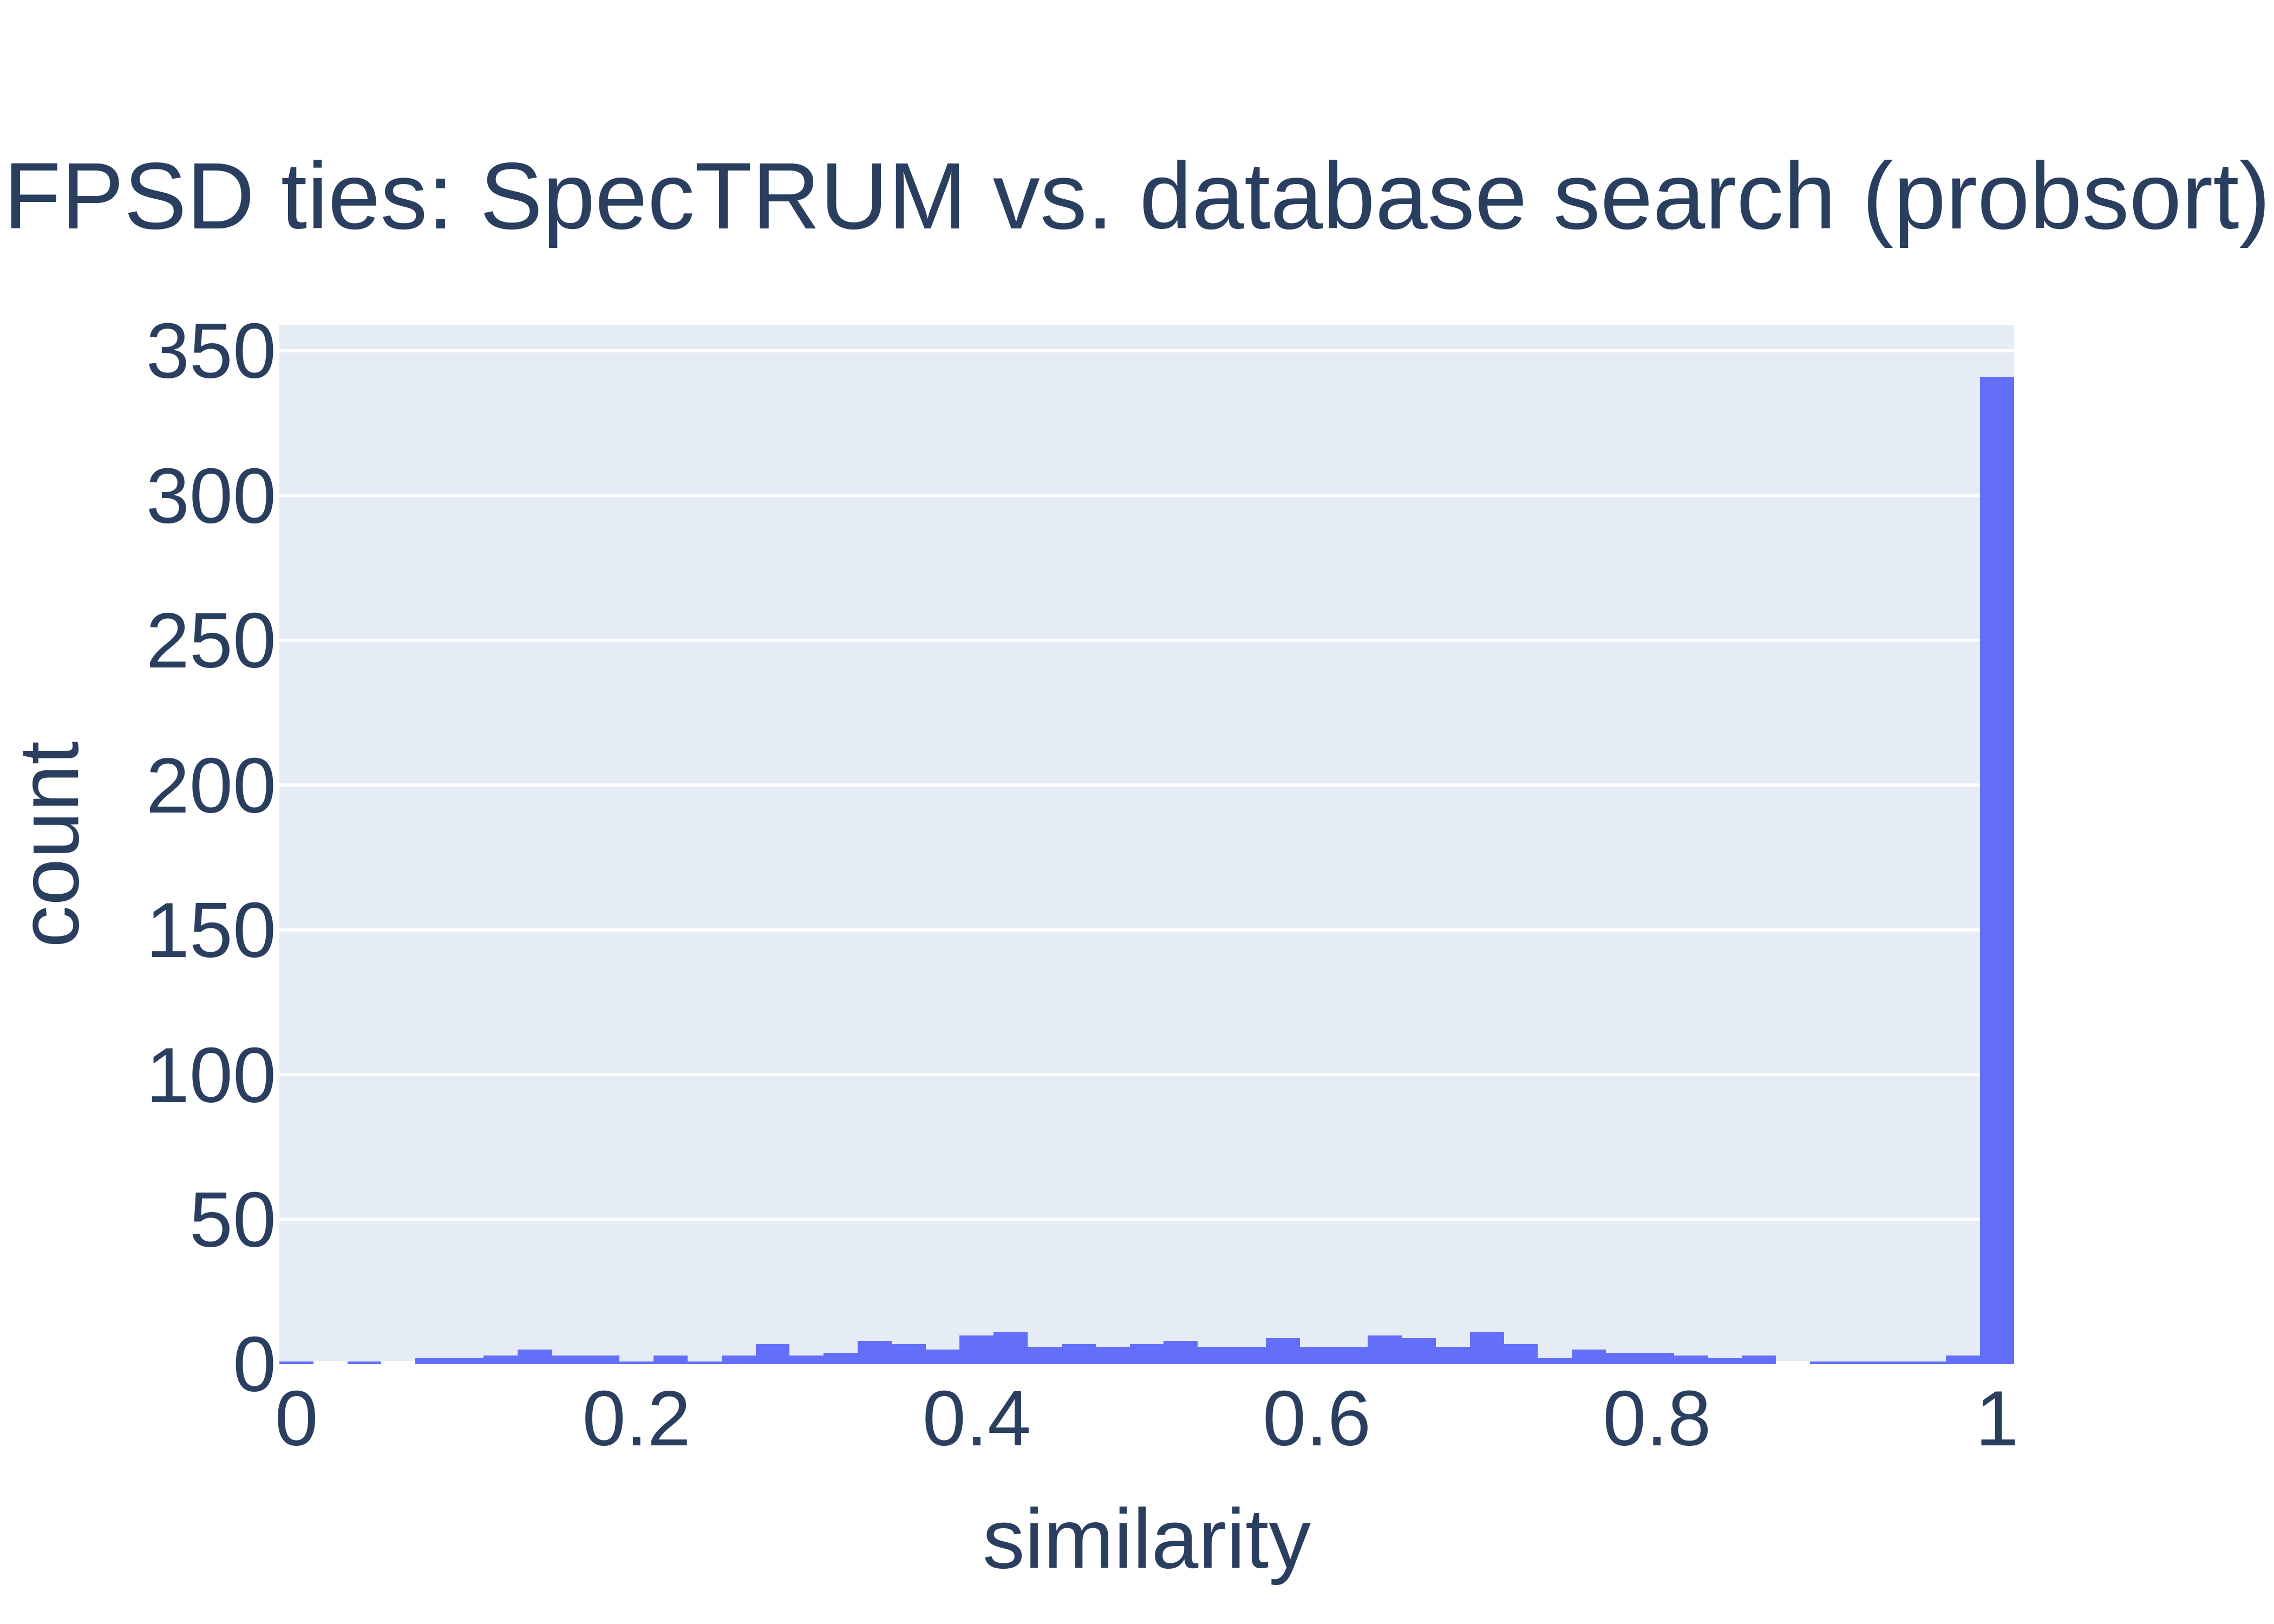 FPSD ties: SpecTRUM vs. database search (probsort)
350
300
250
200
150
100
50
0
count
0 0.2 0.4 0.6 0.8 1
similarity